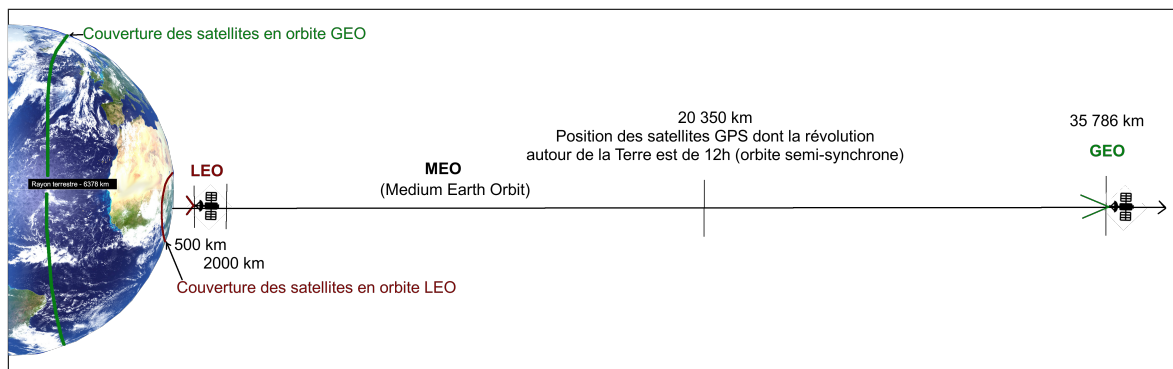 Couverture des satellites en orbite GEO
20 350 km
Position des satellites GPS dont la révolution
autour de la Terre est de 12h (orbite semi-synchrone)
35 786 km
GEO
LEO
MEO
(Medium Earth Orbit)
Rayon terrestre - 6378 km
500 km
2000 km
Couverture des satellites en orbite LEO